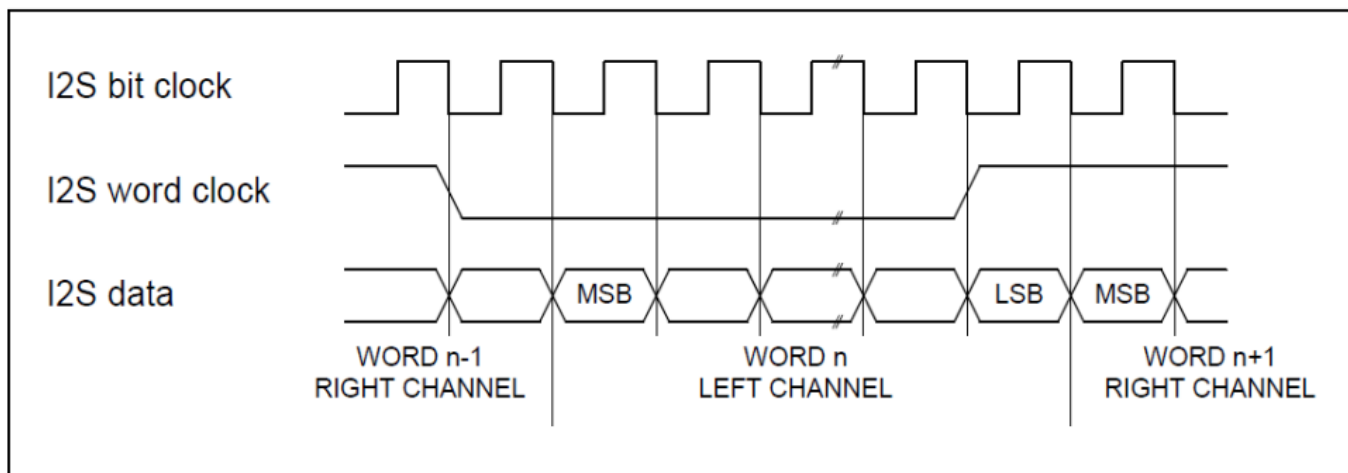 I2S bit clock
I2S word clock
I2S data
MSB
LSB
MSB
WORD n-1
RIGHT CHANNEL
WORD n
LEFT CHANNEL
WORD n+1
RIGHT CHANNEL